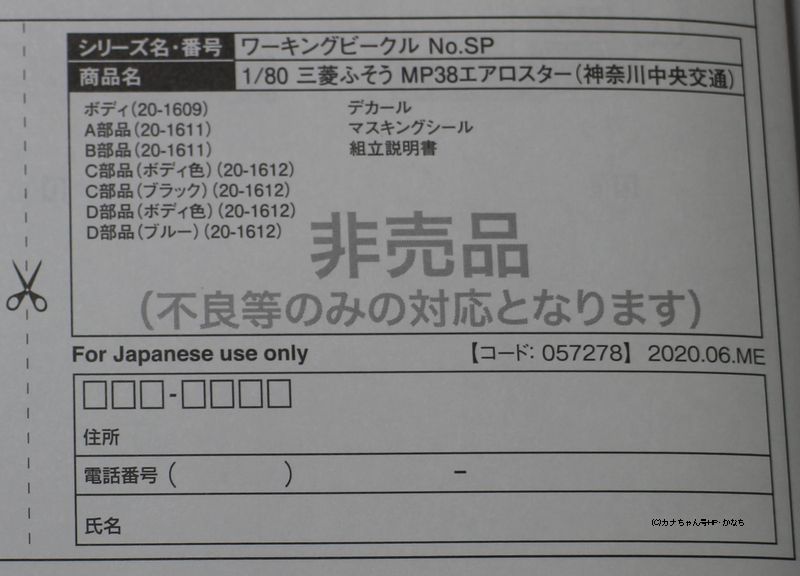 シリーズ名・番号 ワーキングビークル No.SP
商品名 1/80 三菱ふそう MP38エアロスター(神奈川中央交通)
ボディ(20-1609) デカール
A部品(20-1611) マスキングシール
B部品(20-1611) 組立説明書
C部品(ボディ色)(20-1612)
C部品(ブラック)(20-1612)
D部品(ボディ色)(20-1612)
D部品(ブルー)(20-1612)
非売品
(不良等のみの対応となります)
For Japanese use only 【コード: 057278】 2020.06.ME
□□□-□□□□
住所
電話番号( ) −
氏名
(C)カナちゃん号HP・かなち